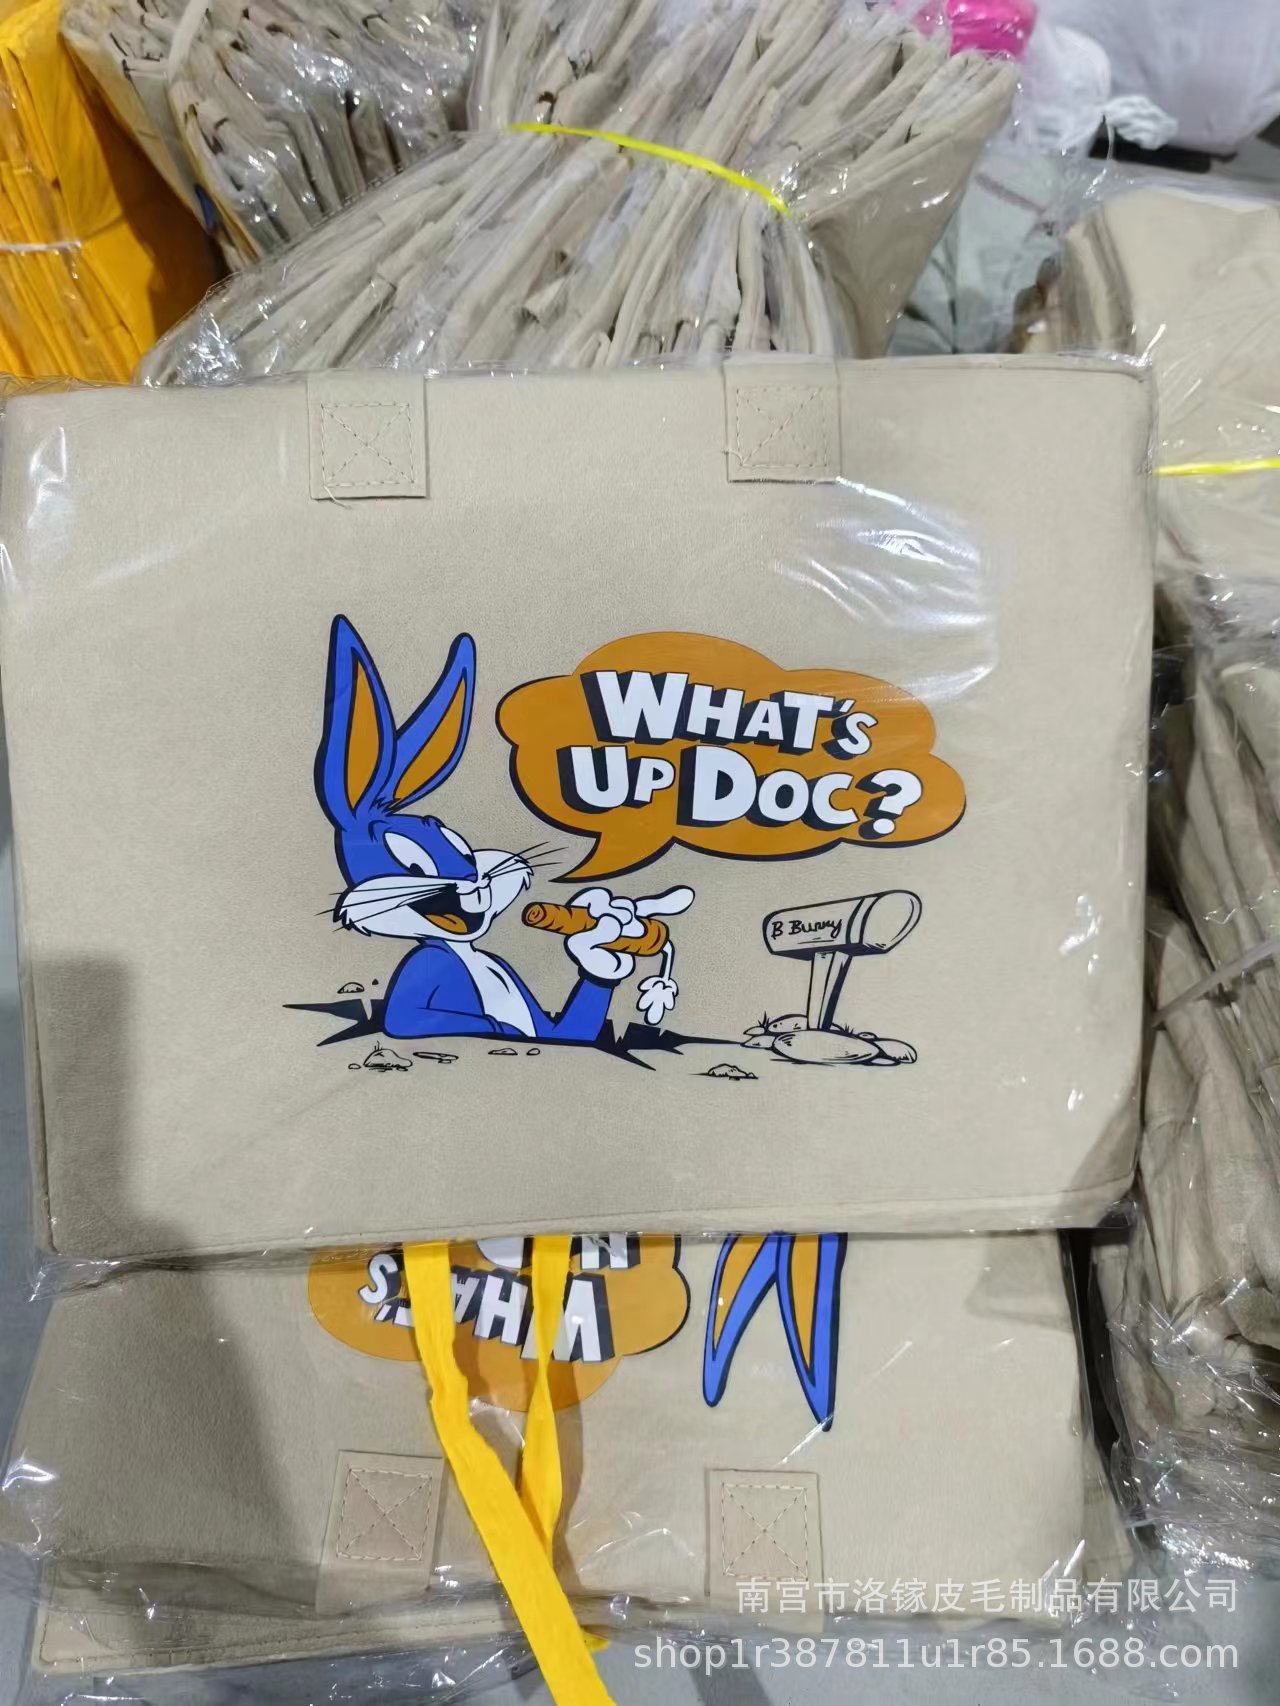 WHAT'S
UP DOC?
B Bunny
WHAT'S
南宫市洛镓皮毛制品有限公司
shop1r387811u1r85.1688.com